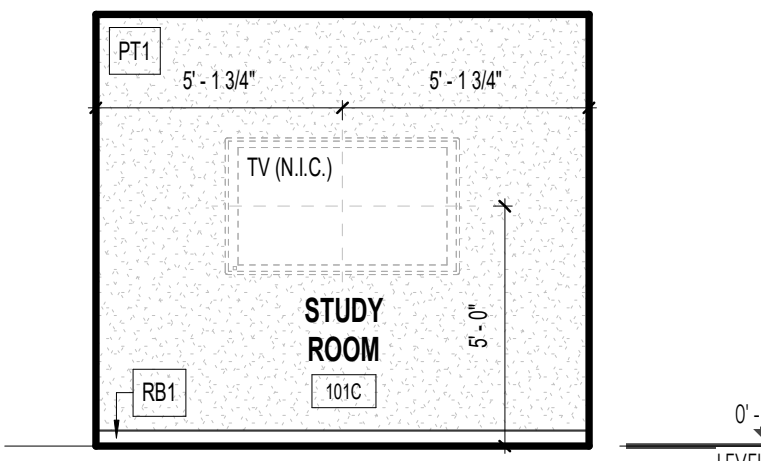 PT1
5' - 1 3/4"
5' - 1 3/4"
TV (N.I.C.)
STUDY
ROOM
101C
5' - 0"
RB1
0' -